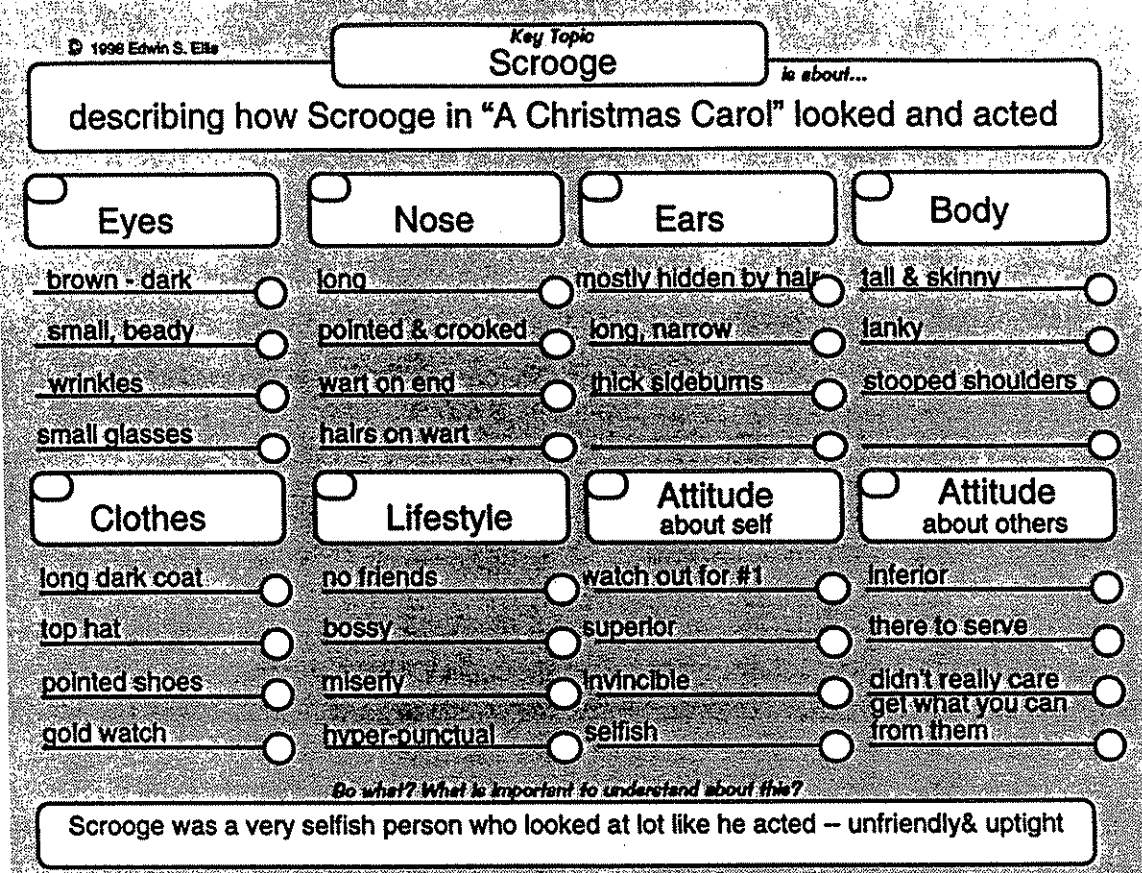 © 1998 Edwin S. Ellis
Key Topic
Scrooge
is about...
describing how Scrooge in “A Christmas Carol” looked and acted
Eyes
brown - dark
small, beady
wrinkles
small glasses
Nose
long
pointed & crooked
wart on end
hairs on wart
Ears
mostly hidden by hair
long, narrow
thick sideburns
Body
tall & skinny
lanky
stooped shoulders
Clothes
long dark coat
top hat
pointed shoes
gold watch
Lifestyle
no friends
bossy
miserly
hyper-punctual
Attitude
about self
watch out for #1
superior
invincible
selfish
Attitude
about others
inferior
there to serve
didn't really care
get what you can
from them
So what? What is important to understand about this?
Scrooge was a very selfish person who looked at lot like he acted -- unfriendly& uptight